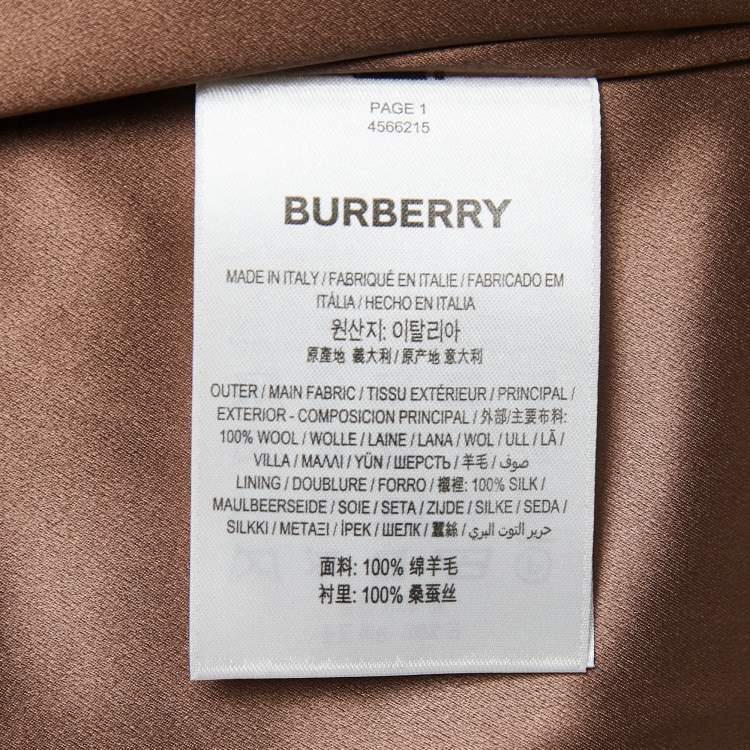 PAGE 1
4566215
BURBERRY
MADE IN ITALY / FABRIQUÉ EN ITALIE / FABRICADO EM
ITÁLIA / HECHO EN ITALIA
원산지: 이탈리아
原產地 義大利 / 原产地 意大利
OUTER / MAIN FABRIC / TISSU EXTÉRIEUR / PRINCIPAL /
EXTERIOR - COMPOSICION PRINCIPAL / 外部/主要布料:
100% WOOL / WOLLE / LAINE / LANA / WOL / ULL / LÃ /
VILLA / ΜΑΛΛΙ / YÜN / ШЕРСТЬ / 羊毛 / صوف /
LINING / DOUBLURE / FORRO / 襯裡: 100% SILK /
MAULBEERSEIDE / SOIE / SETA / ZIJDE / SILKE / SEDA /
SILKKI / ΜΕΤΑΞΙ / İPEK / ШЕЛК / 蠶絲 / حرير التوت البري /
面料: 100% 绵羊毛
衬里: 100% 桑蚕丝